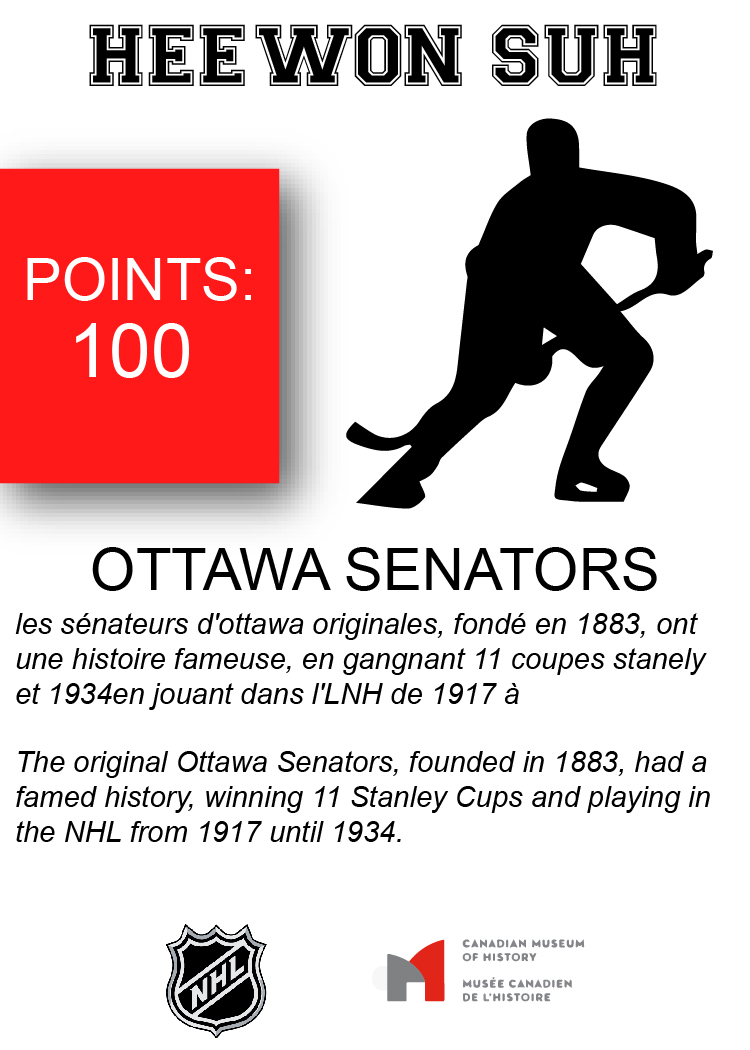 HEE WON SUH
POINTS:
100
OTTAWA SENATORS
les sénateurs d'ottawa originales, fondé en 1883, ont
une histoire fameuse, en gangnant 11 coupes stanely
et 1934en jouant dans l'LNH de 1917 à
The original Ottawa Senators, founded in 1883, had a
famed history, winning 11 Stanley Cups and playing in
the NHL from 1917 until 1934.
NHL
CANADIAN MUSEUM
OF HISTORY
MUSÉE CANADIEN
DE L'HISTOIRE